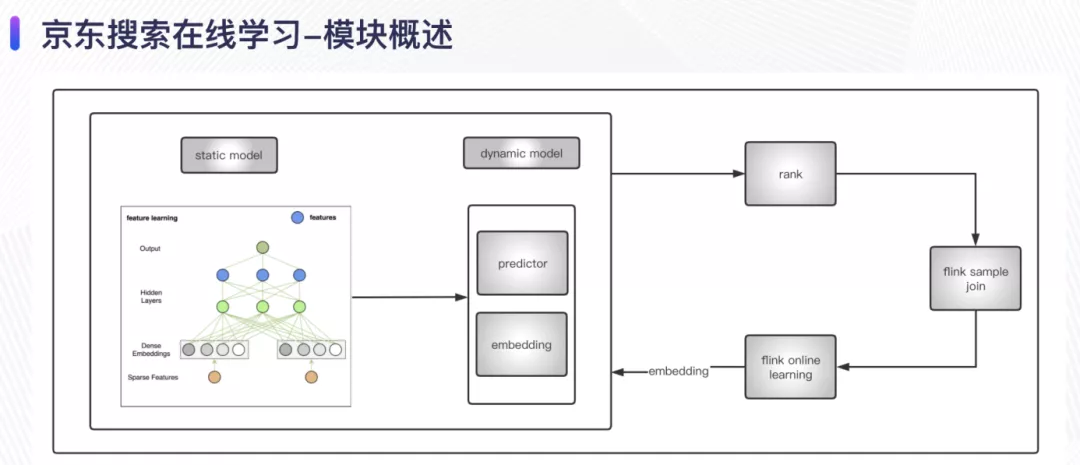 京东搜索在线学习-模块概述
static model
dynamic model
feature learning
features
Output
Hidden
Layers
Dense
Embeddings
Sparse Features
predictor
embedding
rank
flink sample
join
flink online
learning
embedding